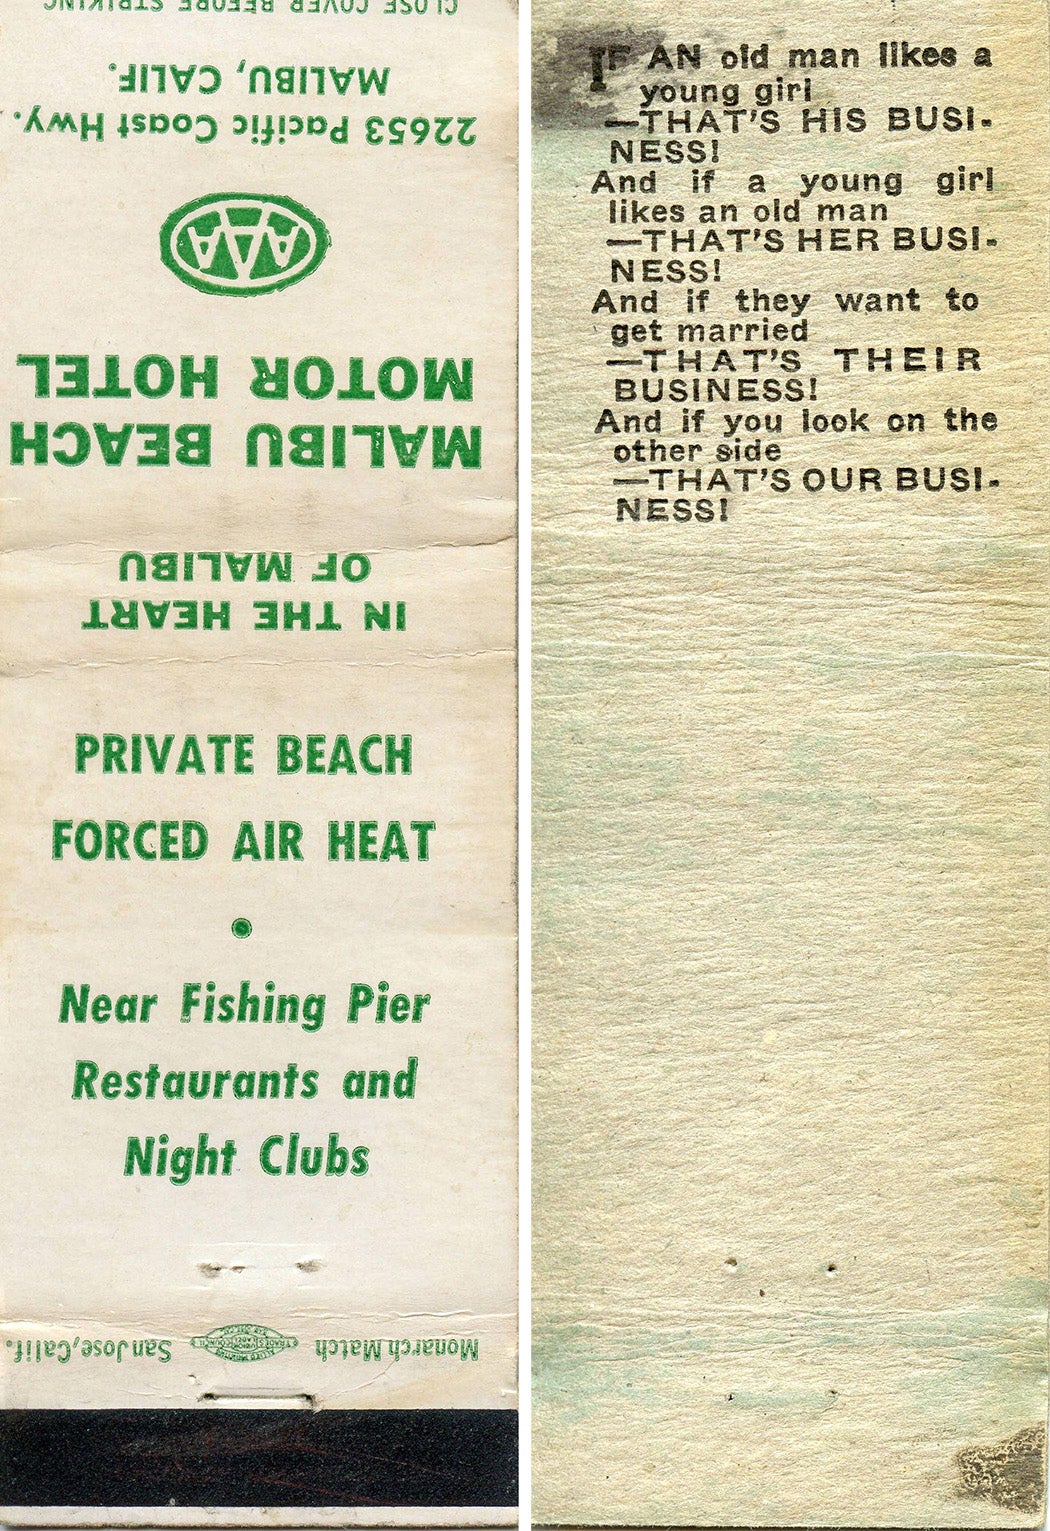 CLOSE COVER BEFORE STRIKING
MALIBU, CALIF.
22653 Pacific Coast Hwy.
AAA
MOTOR HOTEL
MALIBU BEACH
OF MALIBU
IN THE HEART
PRIVATE BEACH
FORCED AIR HEAT
Near Fishing Pier
Restaurants and
Night Clubs
Monarch Match San Jose, Calif.
IF AN old man likes a
young girl
—THAT'S HIS BUSI-
NESS!
And if a young girl
likes an old man
—THAT'S HER BUSI-
NESS!
And if they want to
get married
—THAT'S THEIR
BUSINESS!
And if you look on the
other side
—THAT'S OUR BUSI-
NESS!